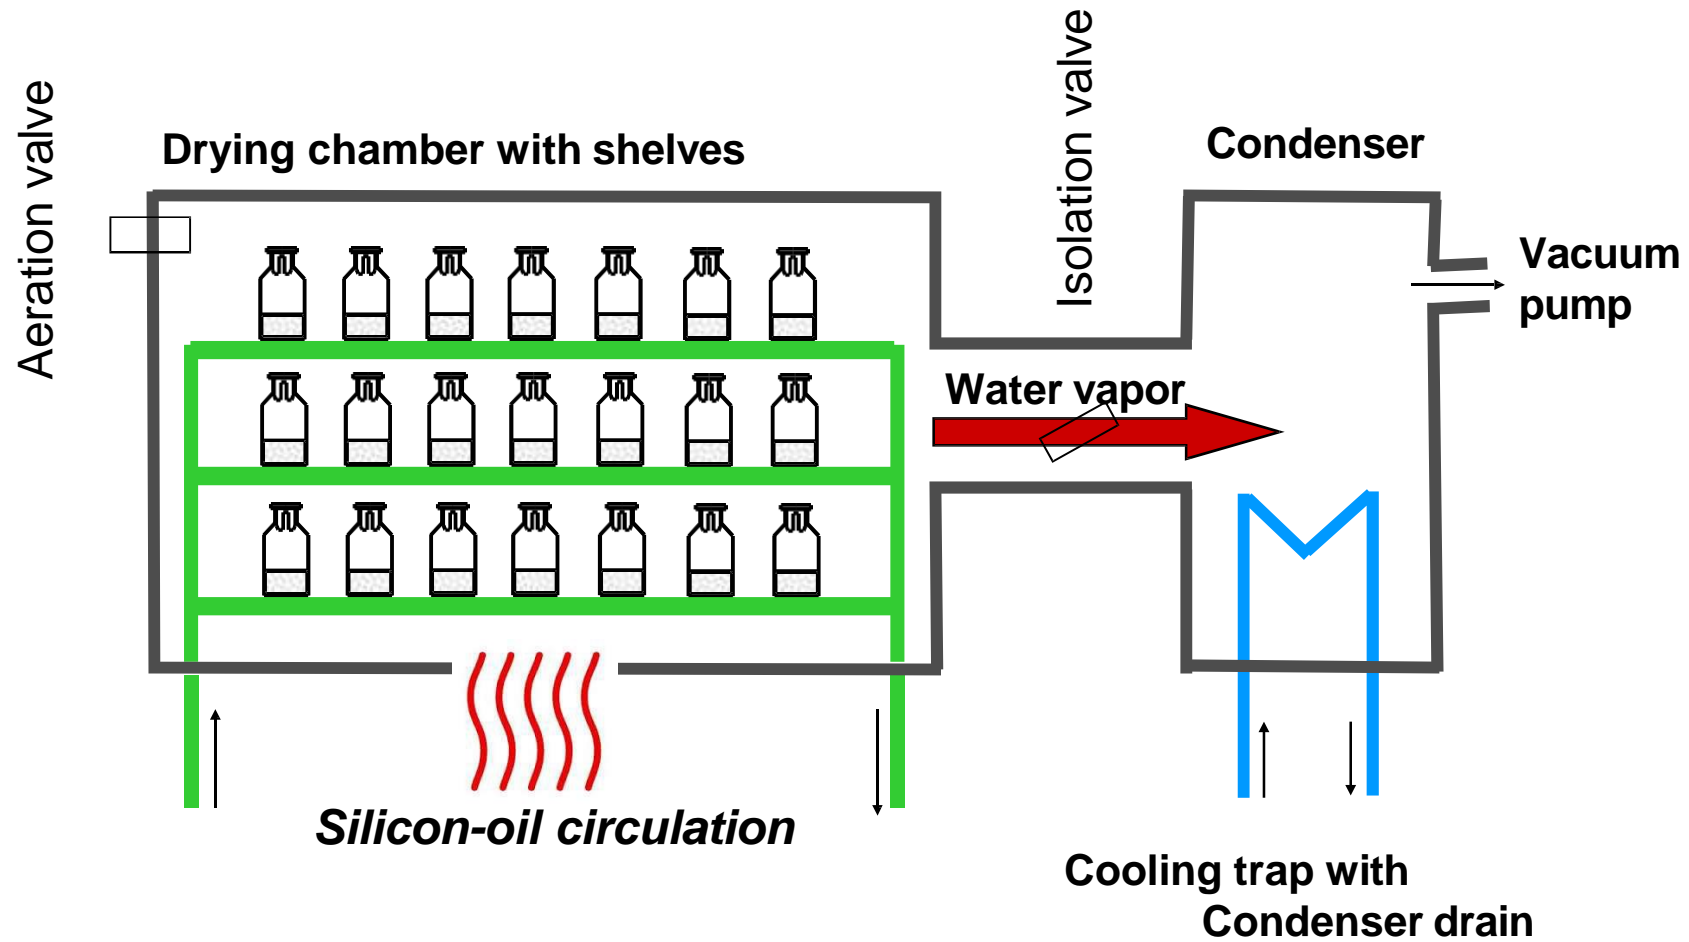 Aeration valve
Drying chamber with shelves
Isolation valve
Condenser
Vacuum
pump
Water vapor
Silicon-oil circulation
Cooling trap with
Condenser drain